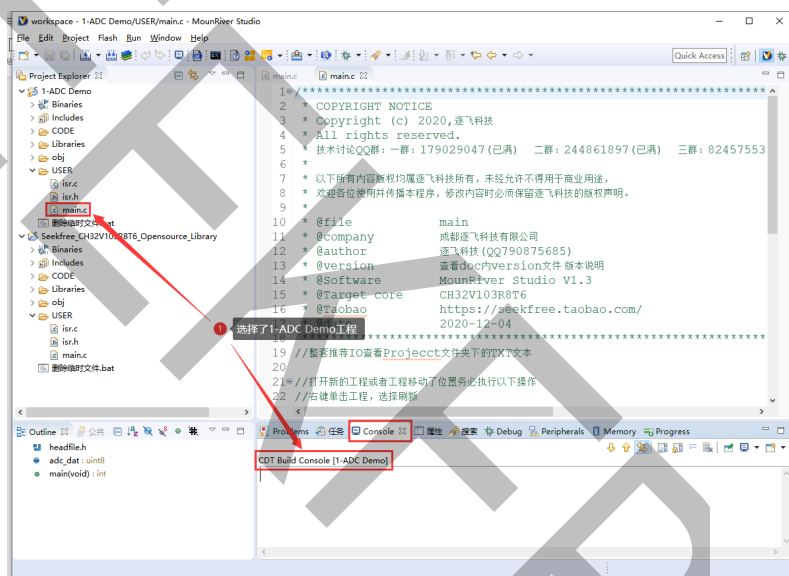 workspace - 1-ADC Demo/USER/main.c - MounRiver Studio
File Edit Project Flash Run Window Help
Quick Access
Project Explorer
1-ADC Demo
Binaries
Includes
CODE
Libraries
obj
USER
isr.c
isr.h
main.c
删除临时文件.bat
Seekfree_CH32V103R8T6_Opensource_Library
Binaries
Includes
CODE
Libraries
obj
USER
isr.c
isr.h
main.c
删除临时文件.bat
main.c main.c
1 /*********************************************************************
2 * COPYRIGHT NOTICE
3 * Copyright (c) 2020,逐飞科技
4 * All rights reserved.
5 * 技术讨论QQ群：一群：179029047(已满) 二群：244861897(已满) 三群：82457553
6 *
7 * 以下所有内容版权均属逐飞科技所有，未经允许不得用于商业用途，
8 * 欢迎各位使用并传播本程序，修改内容时必须保留逐飞科技的版权声明。
9 *
10 * @file main
11 * @company 成都逐飞科技有限公司
12 * @author 逐飞科技(QQ790875685)
13 * @version 查看doc内version文件 版本说明
14 * @Software MounRiver Studio V1.3
15 * @Target core CH32V103R8T6
16 * @Taobao https://seekfree.taobao.com/
2020-12-04
1 选择了1-ADC Demo工程
19 //整套推荐IO查看Projecct文件夹下的TXT文本
20
21 //打开新的工程或者工程移动了位置务必执行以下操作
22 //右键单击工程，选择刷新
Outline 公共
headfile.h
adc_dat : uint8
main(void) : int
Problems 任务 Console 属性 搜索 Debug Peripherals Memory Progress
CDT Build Console [1-ADC Demo]